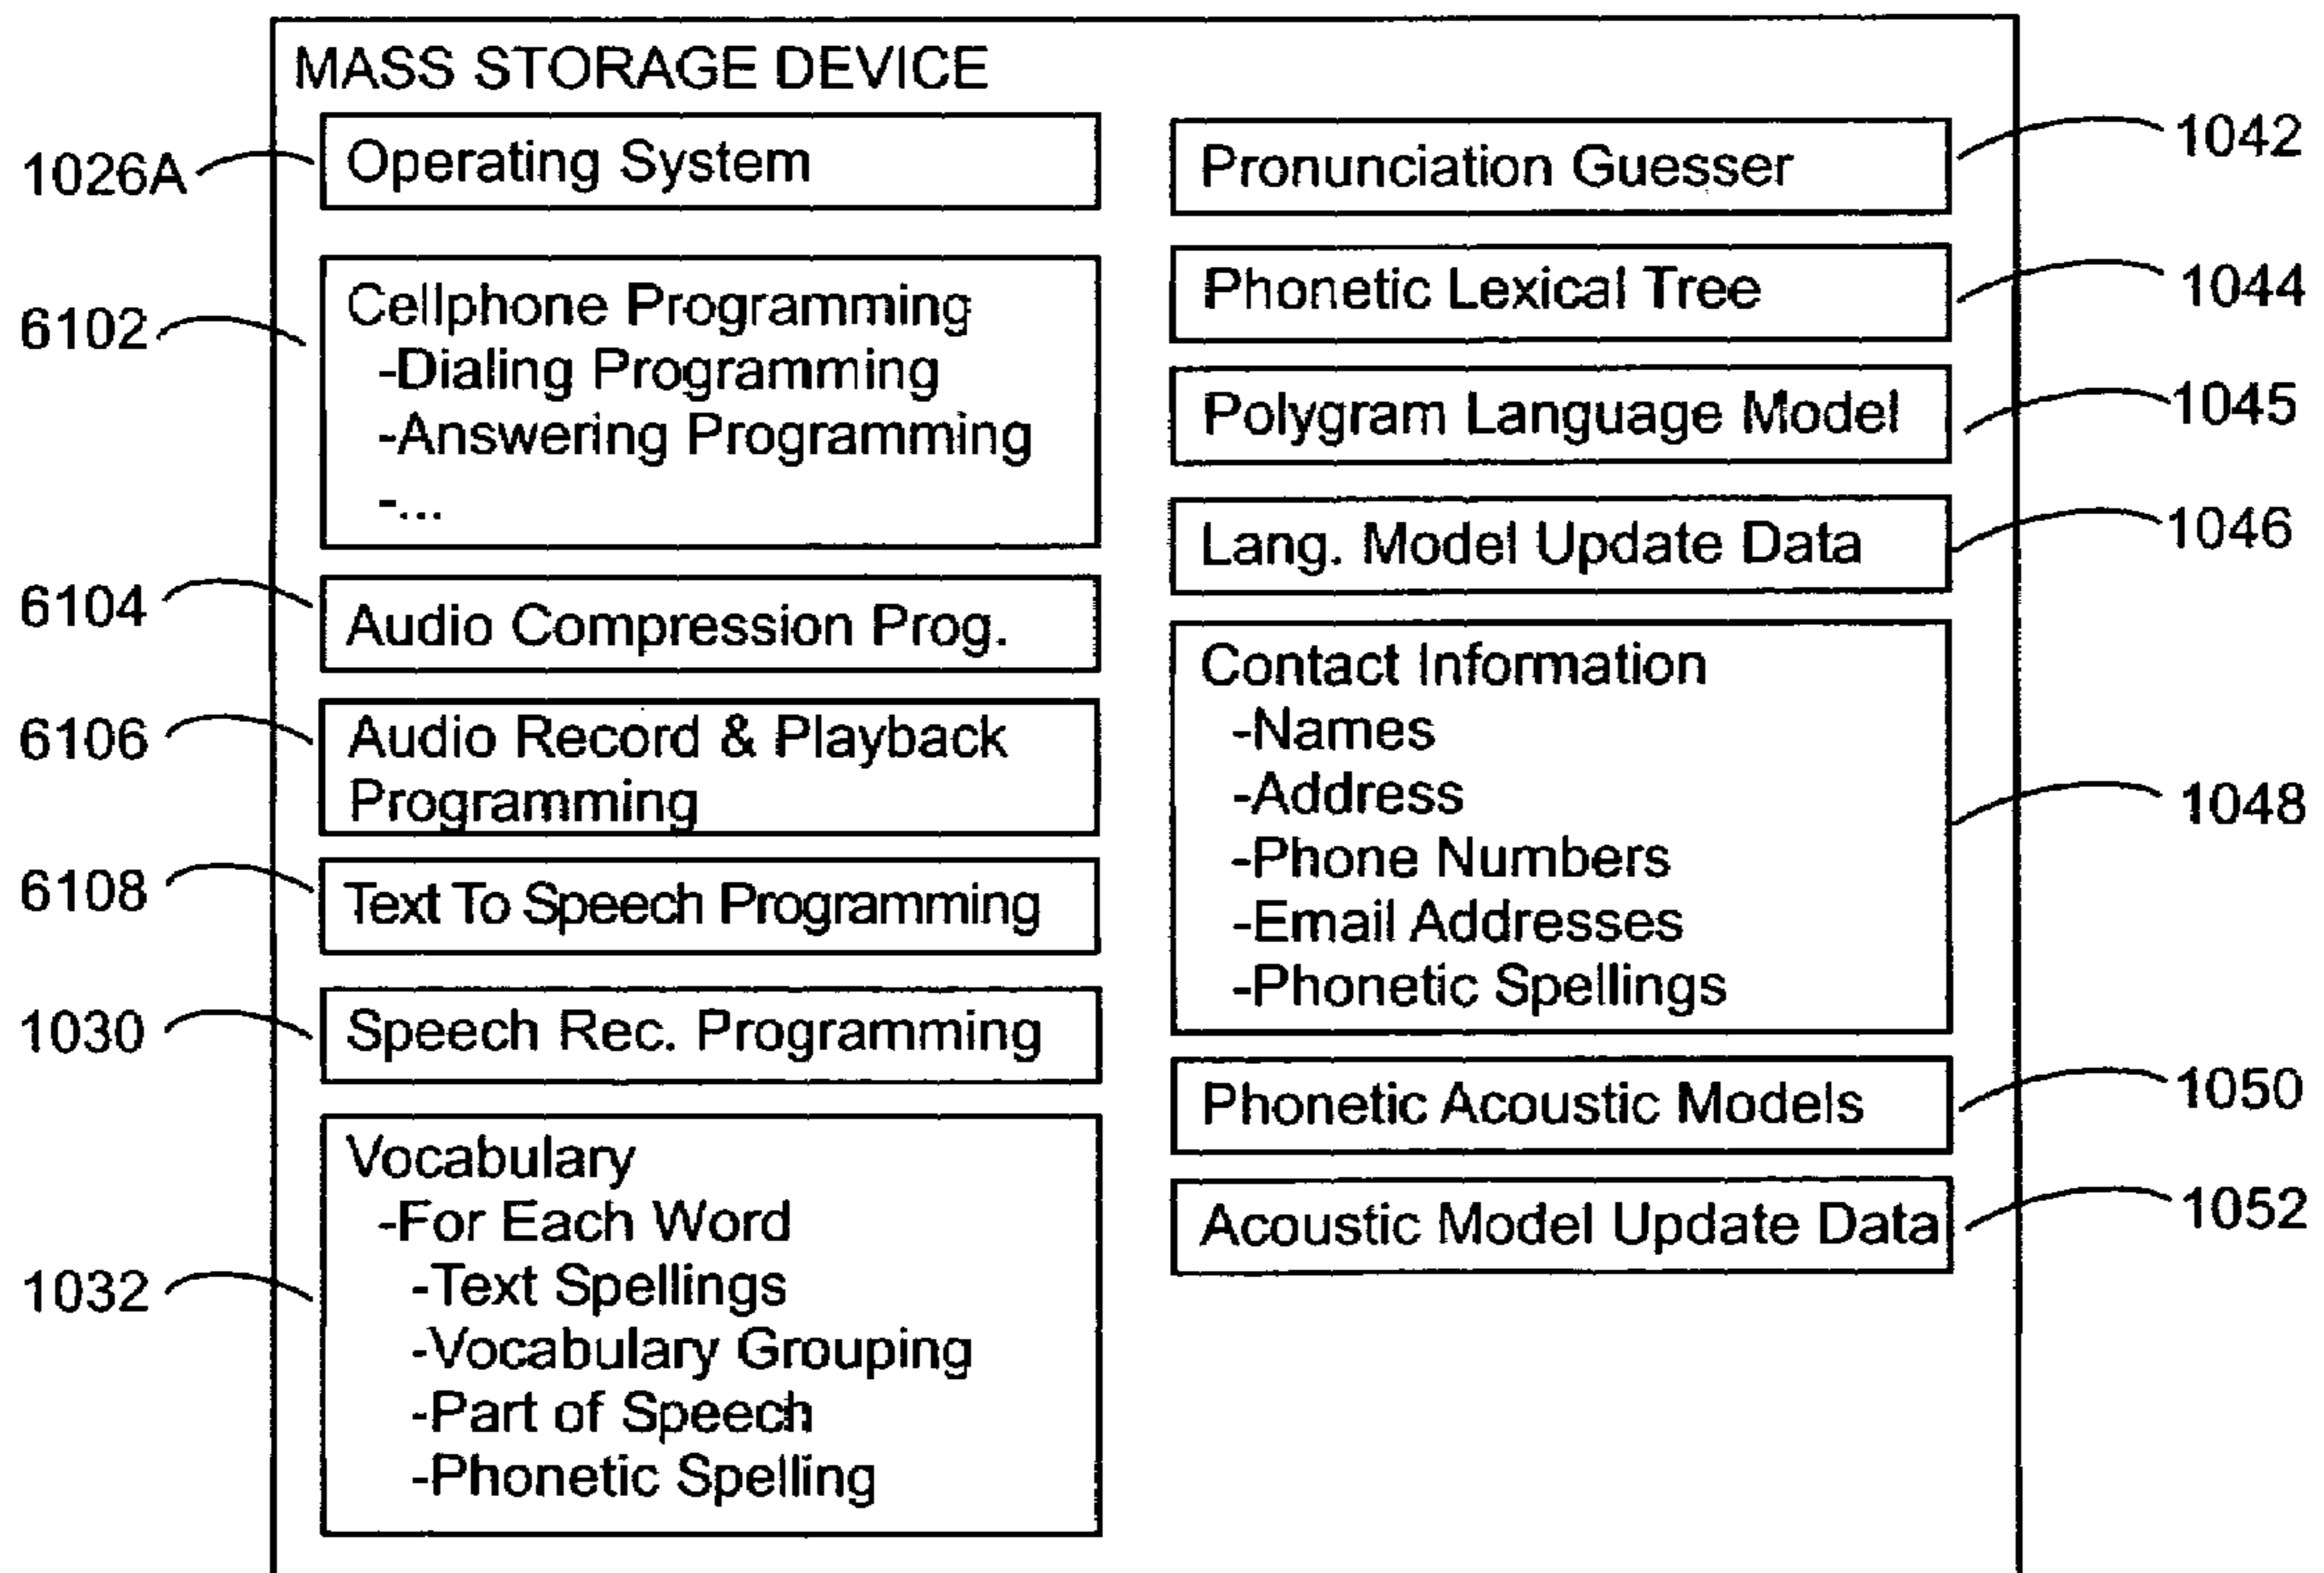 MASS STORAGE DEVICE
1026A
Operating System
6102
Cellphone Programming
-Dialing Programming
-Answering Programming
-...
6104
Audio Compression Prog.
6106
Audio Record & Playback
Programming
6108
Text To Speech Programming
1030
Speech Rec. Programming
1032
Vocabulary
-For Each Word
-Text Spellings
-Vocabulary Grouping
-Part of Speech
-Phonetic Spelling
Pronunciation Guesser
1042
Phonetic Lexical Tree
1044
Polygram Language Model
1045
Lang. Model Update Data
1046
Contact Information
-Names
-Address
-Phone Numbers
-Email Addresses
-Phonetic Spellings
1048
Phonetic Acoustic Models
1050
Acoustic Model Update Data
1052